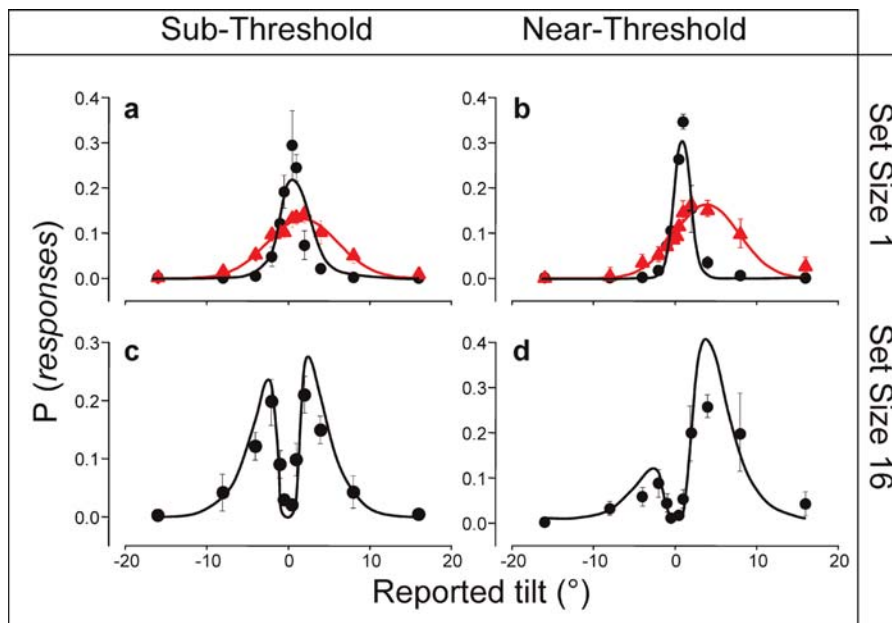 Sub-Threshold Near-Threshold
a b
0.4 0.4
0.3 0.3
0.2 0.2
0.1 0.1
0.0 0.0
Set Size 1
P (responses)
c d
0.3 0.4
0.2 0.3
0.1 0.2
0.0 0.1
0.0
Set Size 16
-20 -10 0 10 20 -20 -10 0 10 20
Reported tilt (°)